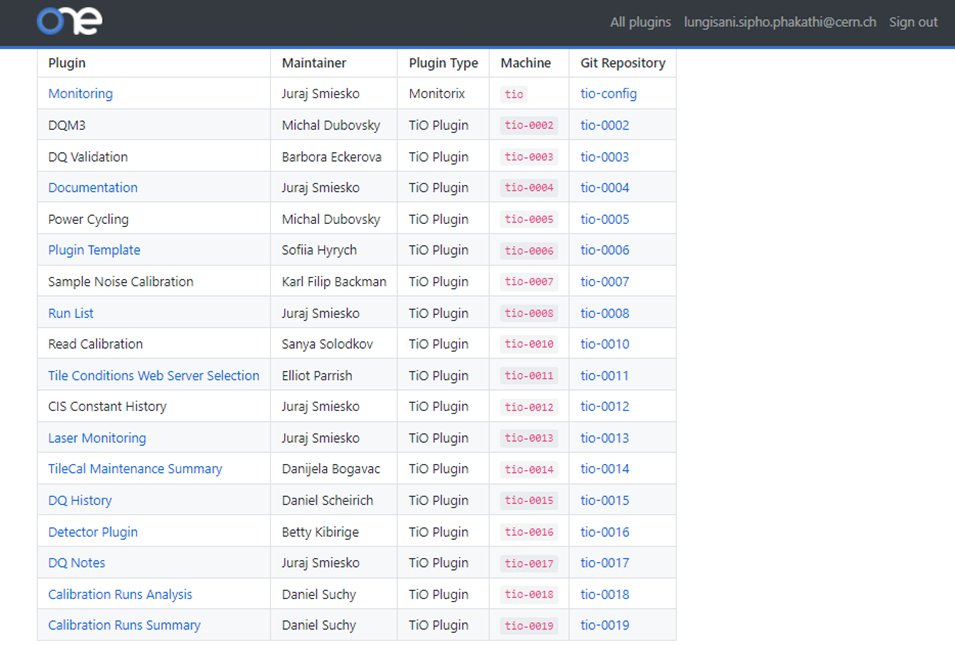 one All plugins lungisani.sipho.phakathi@cern.ch Sign out
Plugin Maintainer Plugin Type Machine Git Repository
Monitoring Juraj Smiesko Monitorix tio tio-config
DQM3 Michal Dubovsky TiO Plugin tio-0002 tio-0002
DQ Validation Barbora Eckerova TiO Plugin tio-0003 tio-0003
Documentation Juraj Smiesko TiO Plugin tio-0004 tio-0004
Power Cycling Michal Dubovsky TiO Plugin tio-0005 tio-0005
Plugin Template Sofiia Hyrych TiO Plugin tio-0006 tio-0006
Sample Noise Calibration Karl Filip Backman TiO Plugin tio-0007 tio-0007
Run List Juraj Smiesko TiO Plugin tio-0008 tio-0008
Read Calibration Sanya Solodkov TiO Plugin tio-0010 tio-0010
Tile Conditions Web Server Selection Elliot Parrish TiO Plugin tio-0011 tio-0011
CIS Constant History Juraj Smiesko TiO Plugin tio-0012 tio-0012
Laser Monitoring Juraj Smiesko TiO Plugin tio-0013 tio-0013
TileCal Maintenance Summary Danijela Bogavac TiO Plugin tio-0014 tio-0014
DQ History Daniel Scheirich TiO Plugin tio-0015 tio-0015
Detector Plugin Betty Kibirige TiO Plugin tio-0016 tio-0016
DQ Notes Juraj Smiesko TiO Plugin tio-0017 tio-0017
Calibration Runs Analysis Daniel Suchy TiO Plugin tio-0018 tio-0018
Calibration Runs Summary Daniel Suchy TiO Plugin tio-0019 tio-0019